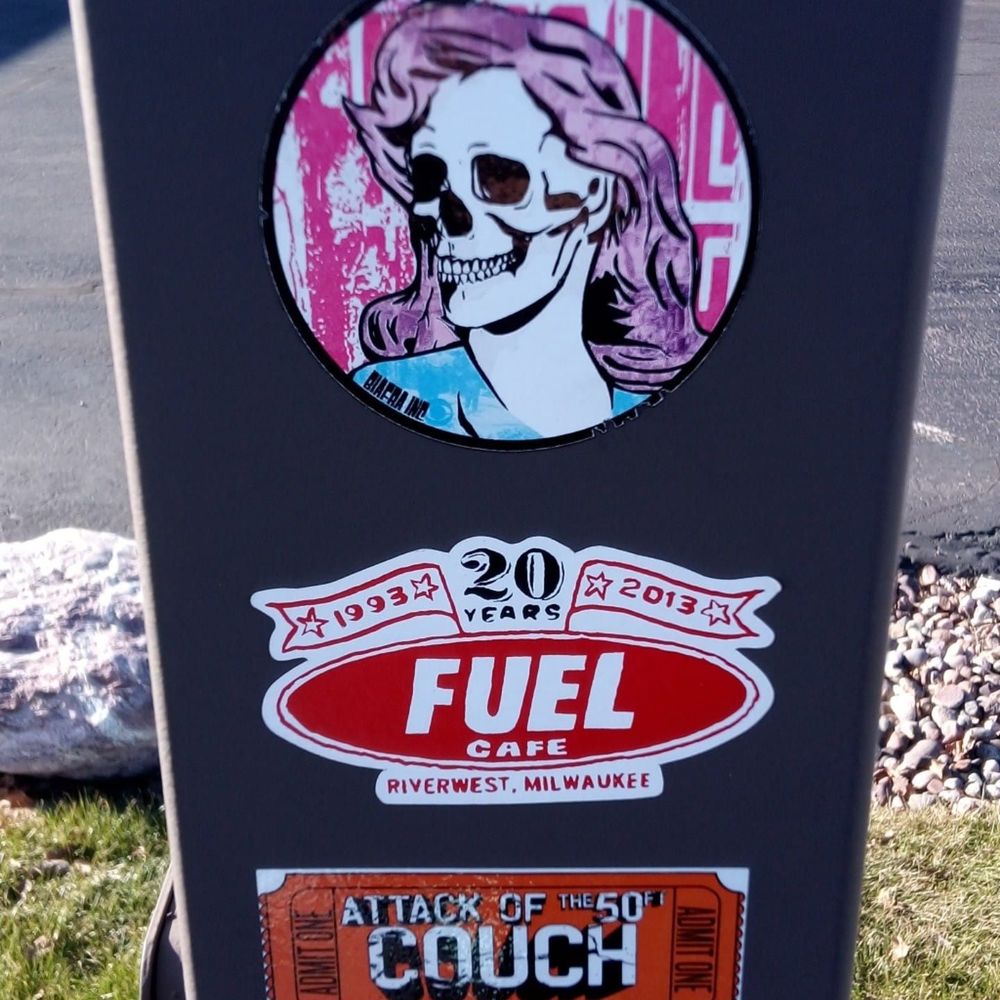 20
YEARS
1993
2013
FUEL
CAFE
RIVERWEST, MILWAUKEE
ATTACK OF THE 50FT
COUCH
ADMIT ONE
ADMIT ONE